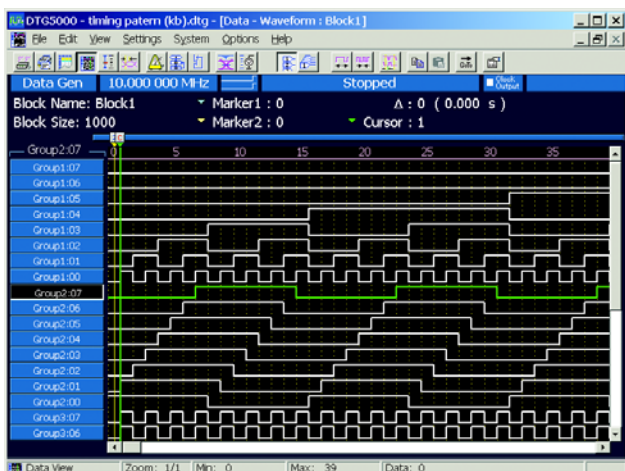 DTG5000 - timing patern (kb).dtg - [Data - Waveform : Block1]
File Edit View Settings System Options Help
Data Gen 10.000 000 MHz Stopped Clock Output
Block Name: Block1 Marker1 : 0 Δ : 0 ( 0.000 s )
Block Size: 1000 Marker2 : 0 Cursor : 1
Group2:07 0 5 10 15 20 25 30 35
Group1:07
Group1:06
Group1:05
Group1:04
Group1:03
Group1:02
Group1:01
Group1:00
Group2:07
Group2:06
Group2:05
Group2:04
Group2:03
Group2:02
Group2:01
Group2:00
Group3:07
Group3:06
Data View Zoom: 1/1 Min: 0 Max: 39 Data: 0